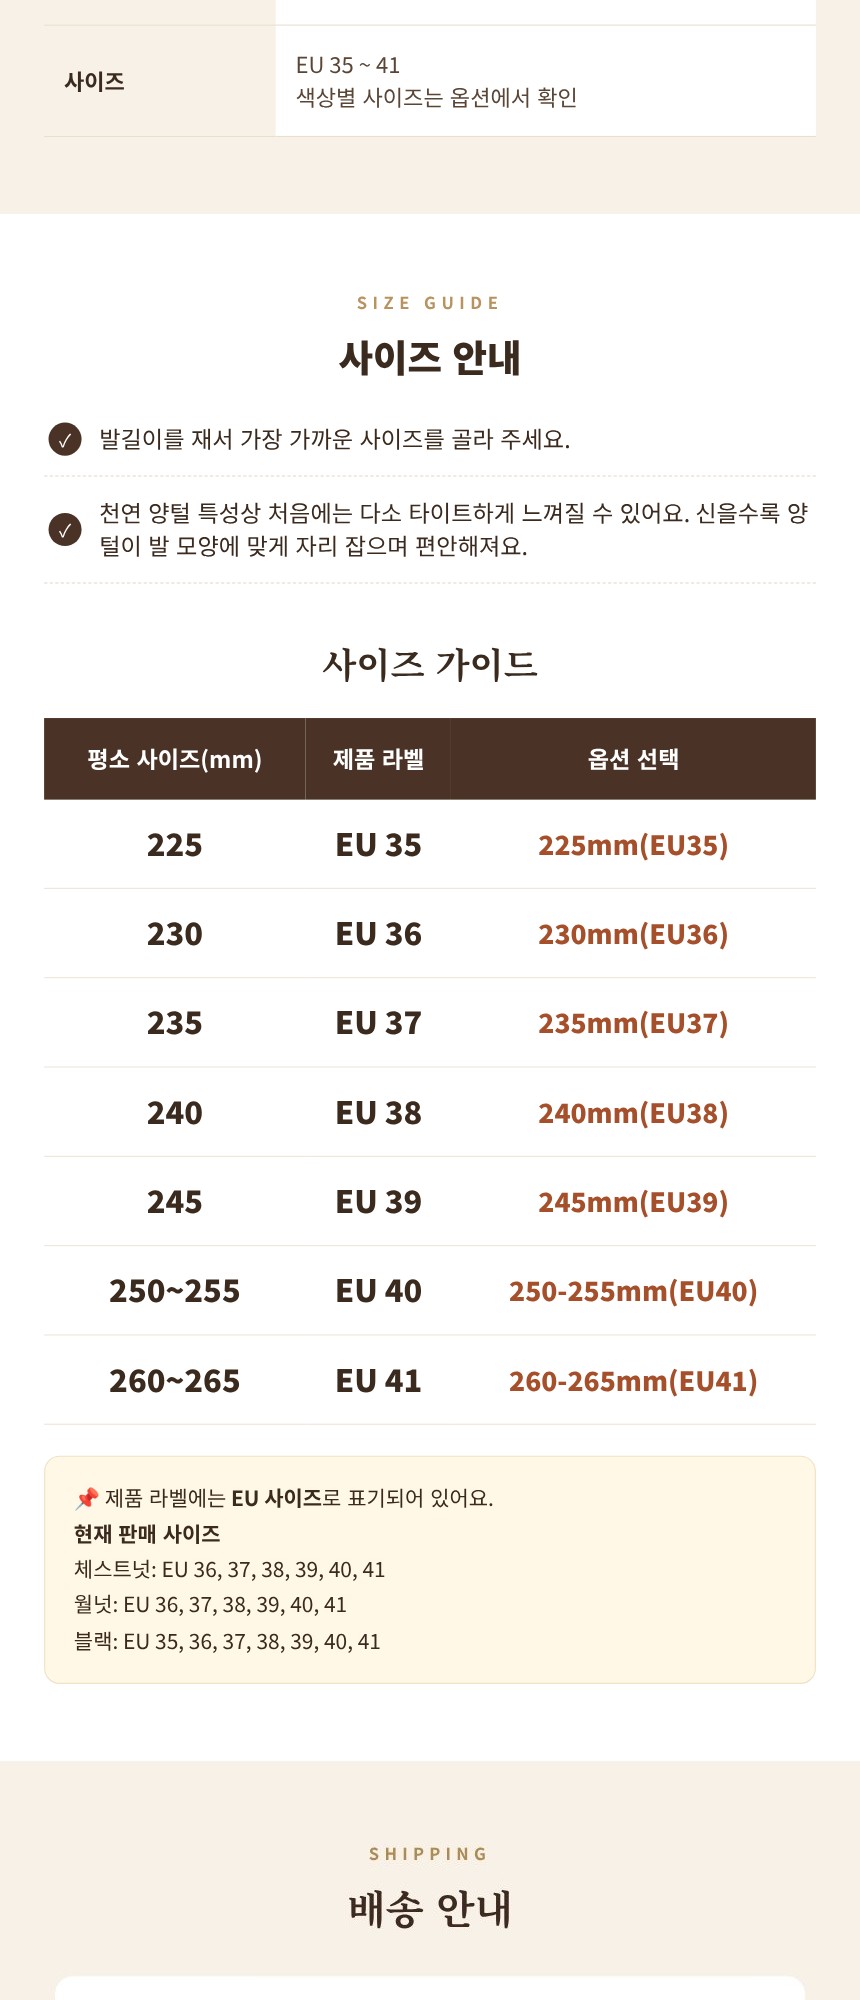 사이즈
EU 35 ~ 41
색상별 사이즈는 옵션에서 확인
SIZE GUIDE
사이즈 안내
✓ 발길이를 재서 가장 가까운 사이즈를 골라 주세요.
✓ 천연 양털 특성상 처음에는 다소 타이트하게 느껴질 수 있어요. 신을수록 양
털이 발 모양에 맞게 자리 잡으며 편안해져요.
사이즈 가이드
평소 사이즈(mm) 제품 라벨 옵션 선택
225 EU 35 225mm(EU35)
230 EU 36 230mm(EU36)
235 EU 37 235mm(EU37)
240 EU 38 240mm(EU38)
245 EU 39 245mm(EU39)
250~255 EU 40 250-255mm(EU40)
260~265 EU 41 260-265mm(EU41)
📌 제품 라벨에는 EU 사이즈로 표기되어 있어요.
현재 판매 사이즈
체스트넛: EU 36, 37, 38, 39, 40, 41
월넛: EU 36, 37, 38, 39, 40, 41
블랙: EU 35, 36, 37, 38, 39, 40, 41
SHIPPING
배송 안내